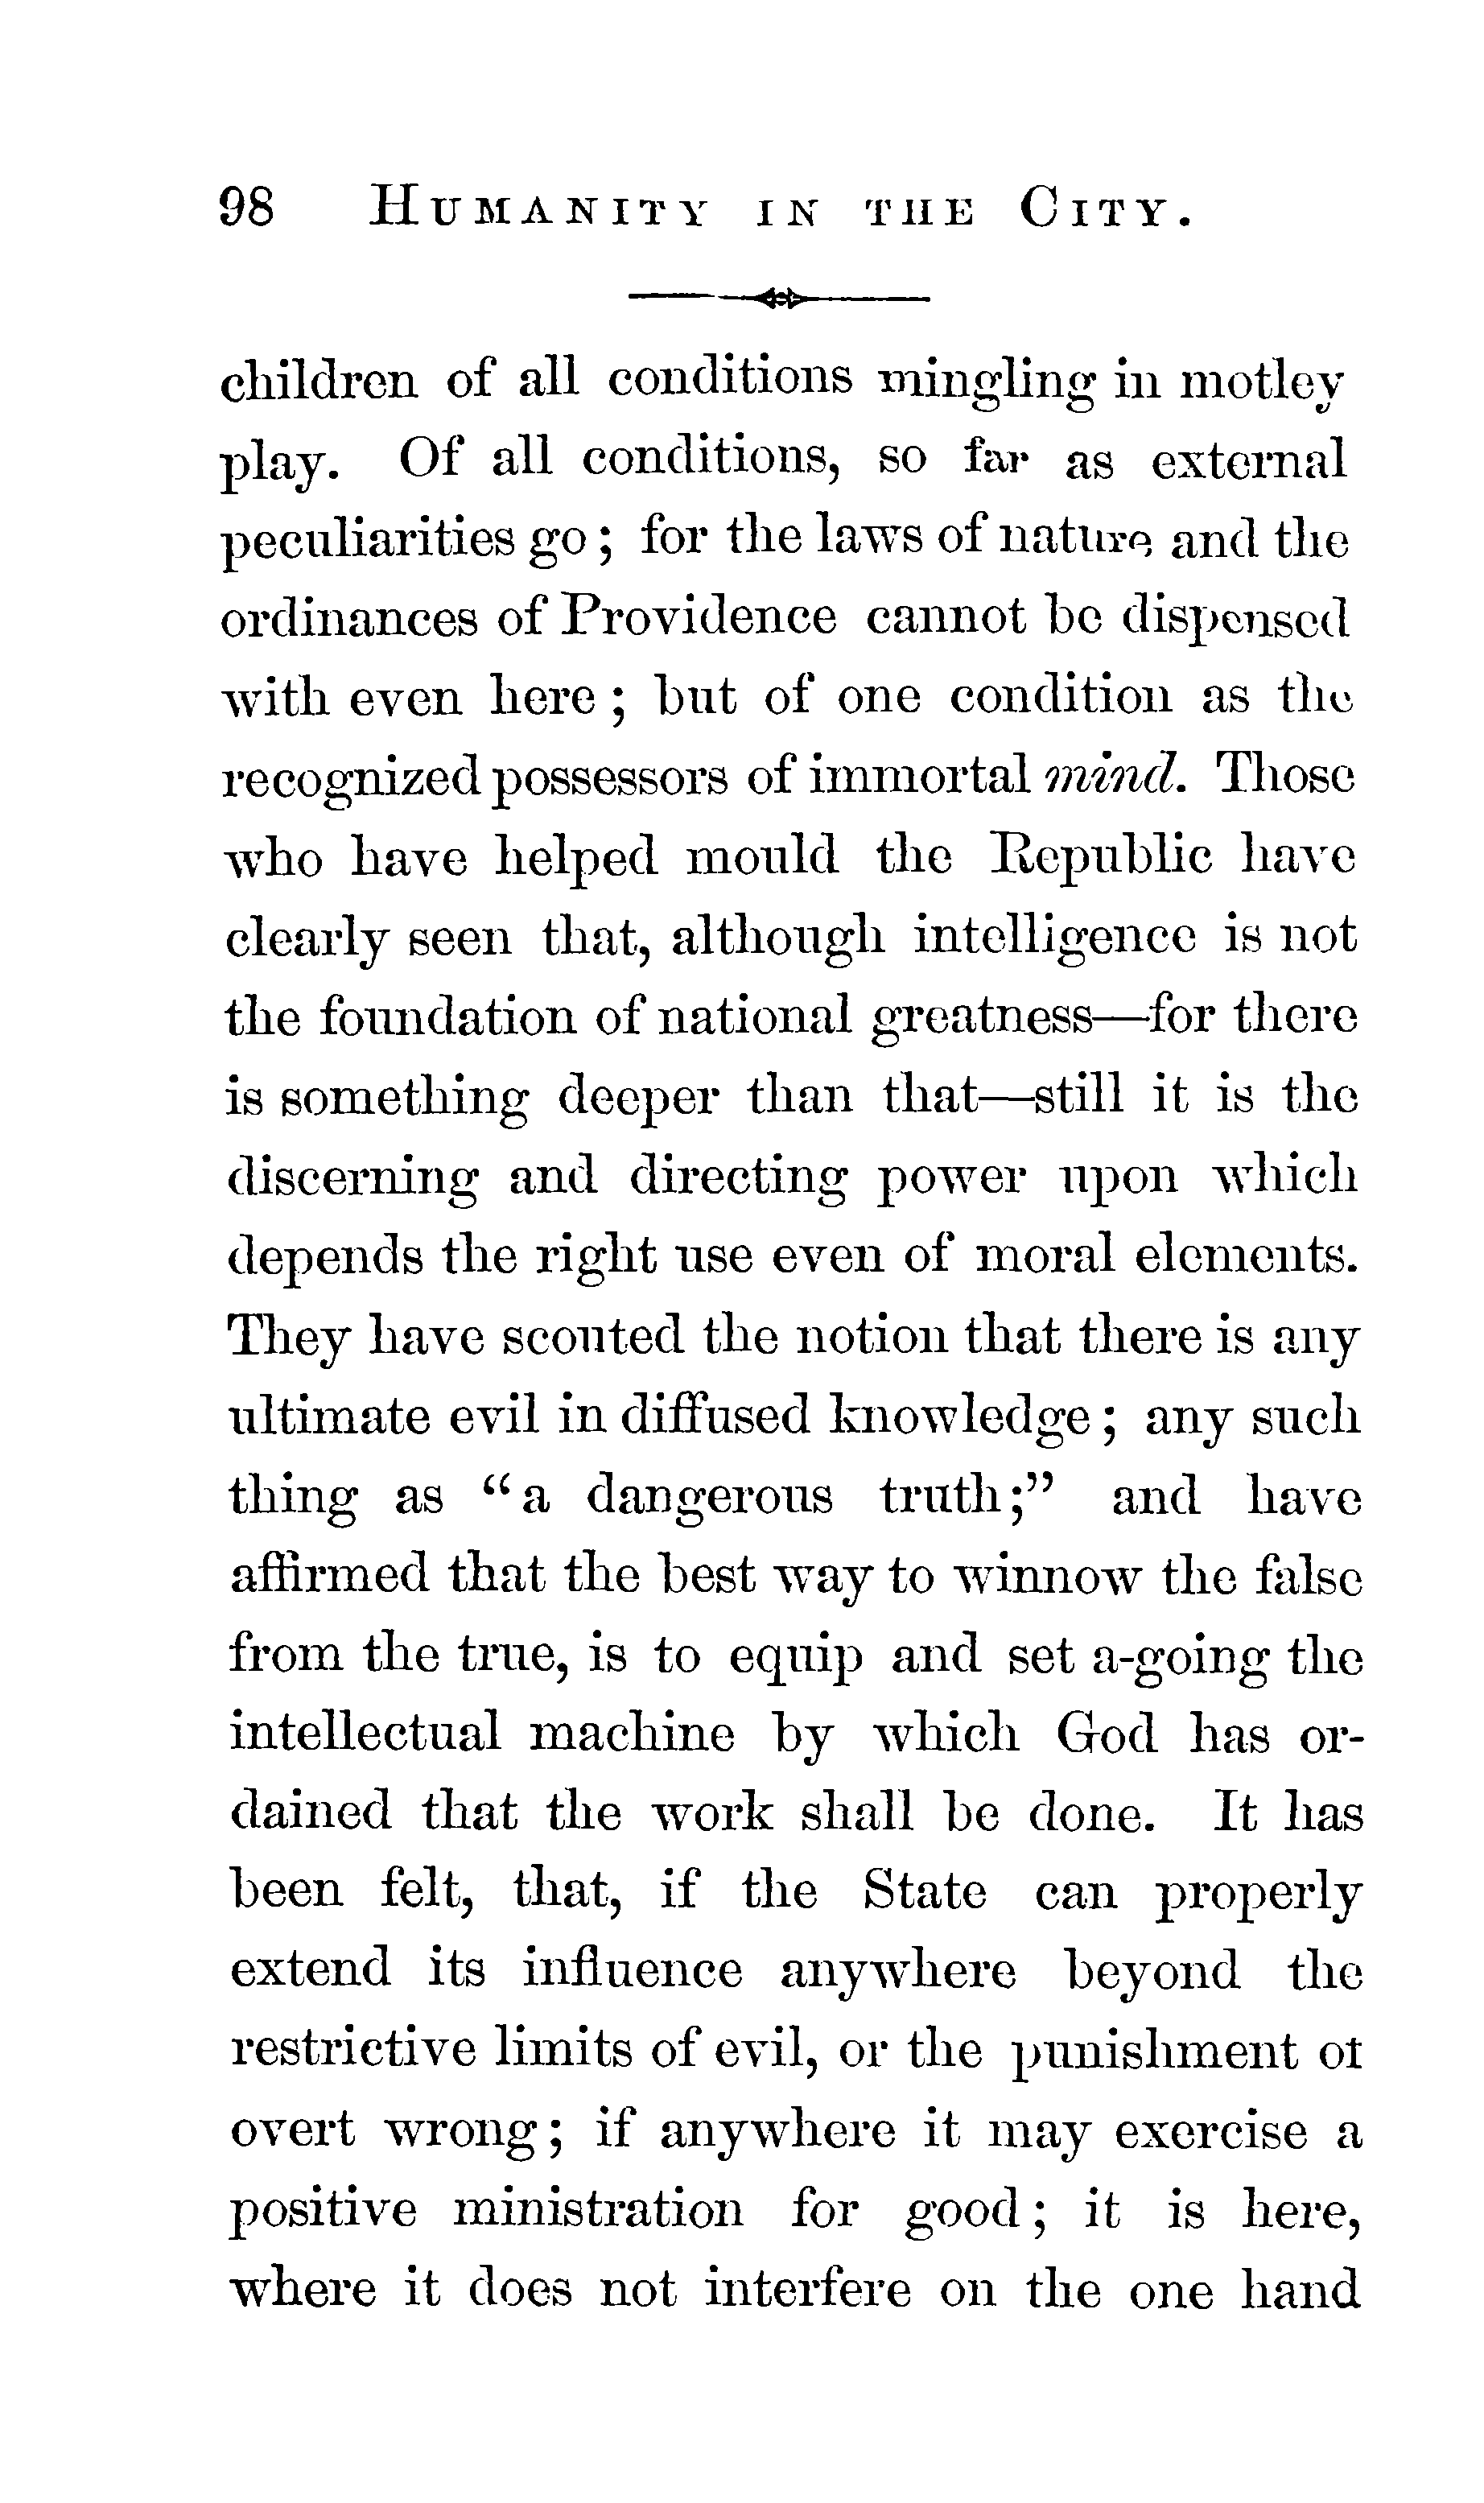 98 HUMANITY IN THE CITY.
children of all conditions mingling in motley
play. Of all conditions, so far as external
peculiarities go; for the laws of nature and the
ordinances of Providence cannot be dispensed
with even here; but of one condition as the
recognized possessors of immortal mind. Those
who have helped mould the Republic have
clearly seen that, although intelligence is not
the foundation of national greatness—for there
is something deeper than that—still it is the
discerning and directing power upon which
depends the right use even of moral elements.
They have scouted the notion that there is any
ultimate evil in diffused knowledge; any such
thing as "a dangerous truth;" and have
affirmed that the best way to winnow the false
from the true, is to equip and set a-going the
intellectual machine by which God has or-
dained that the work shall be done. It has
been felt, that, if the State can properly
extend its influence anywhere beyond the
restrictive limits of evil, or the punishment of
overt wrong; if anywhere it may exercise a
positive ministration for good; it is here,
where it does not interfere on the one hand